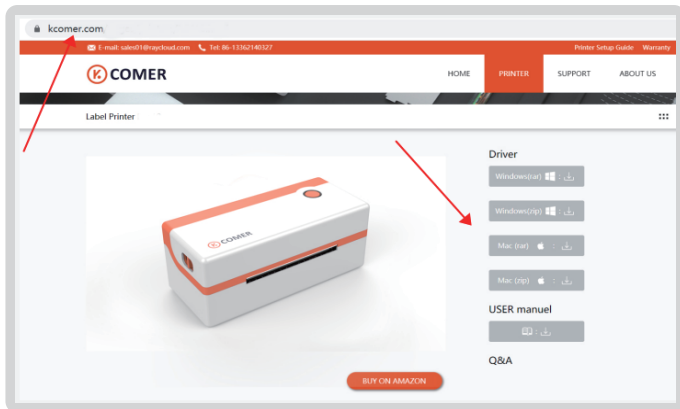 kcomer.com
E-mail: sales01@raycloud.com Tel: 86-13362140327 Printer Setup Guide Warranty
K COMER HOME PRINTER SUPPORT ABOUT US
Label Printer
Driver
Windows(rar) :
Windows(zip) :
K COMER
Mac (rar) :
Mac (zip) :
USER manuel
:
Q&A
BUY ON AMAZON